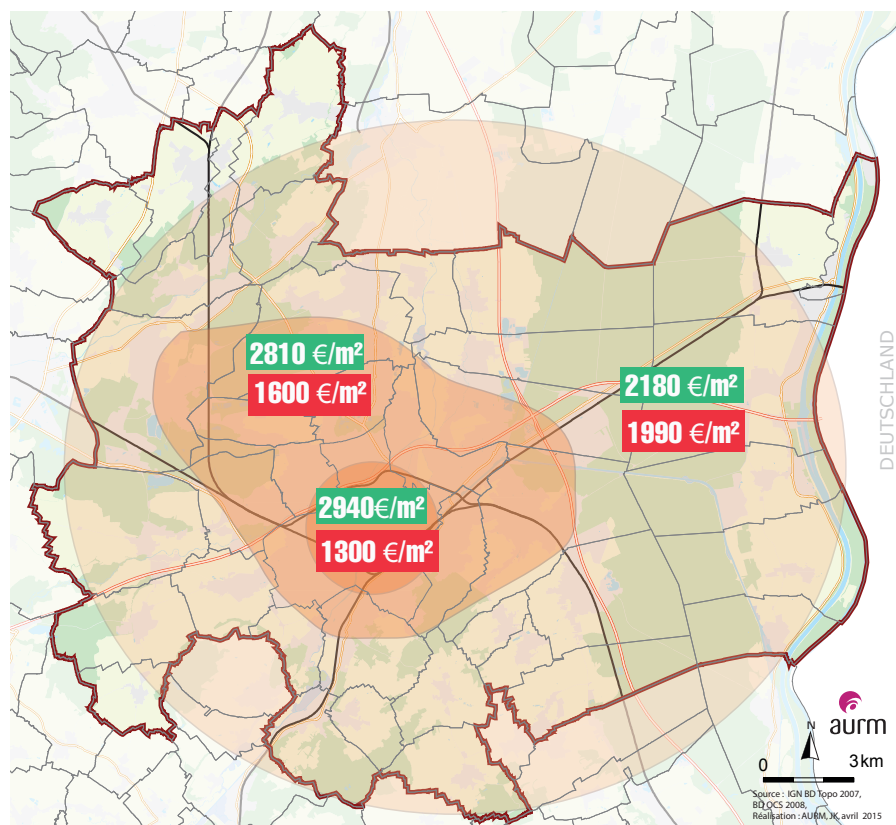 2810 €/m²
1600 €/m²
2180 €/m²
1990 €/m²
2940€/m²
1300 €/m²
DEUTSCHLAND
aurm
N
0 3km
Source : IGN BD Topo 2007,
BD OCS 2008,
Réalisation : AURM, JK, avril 2015